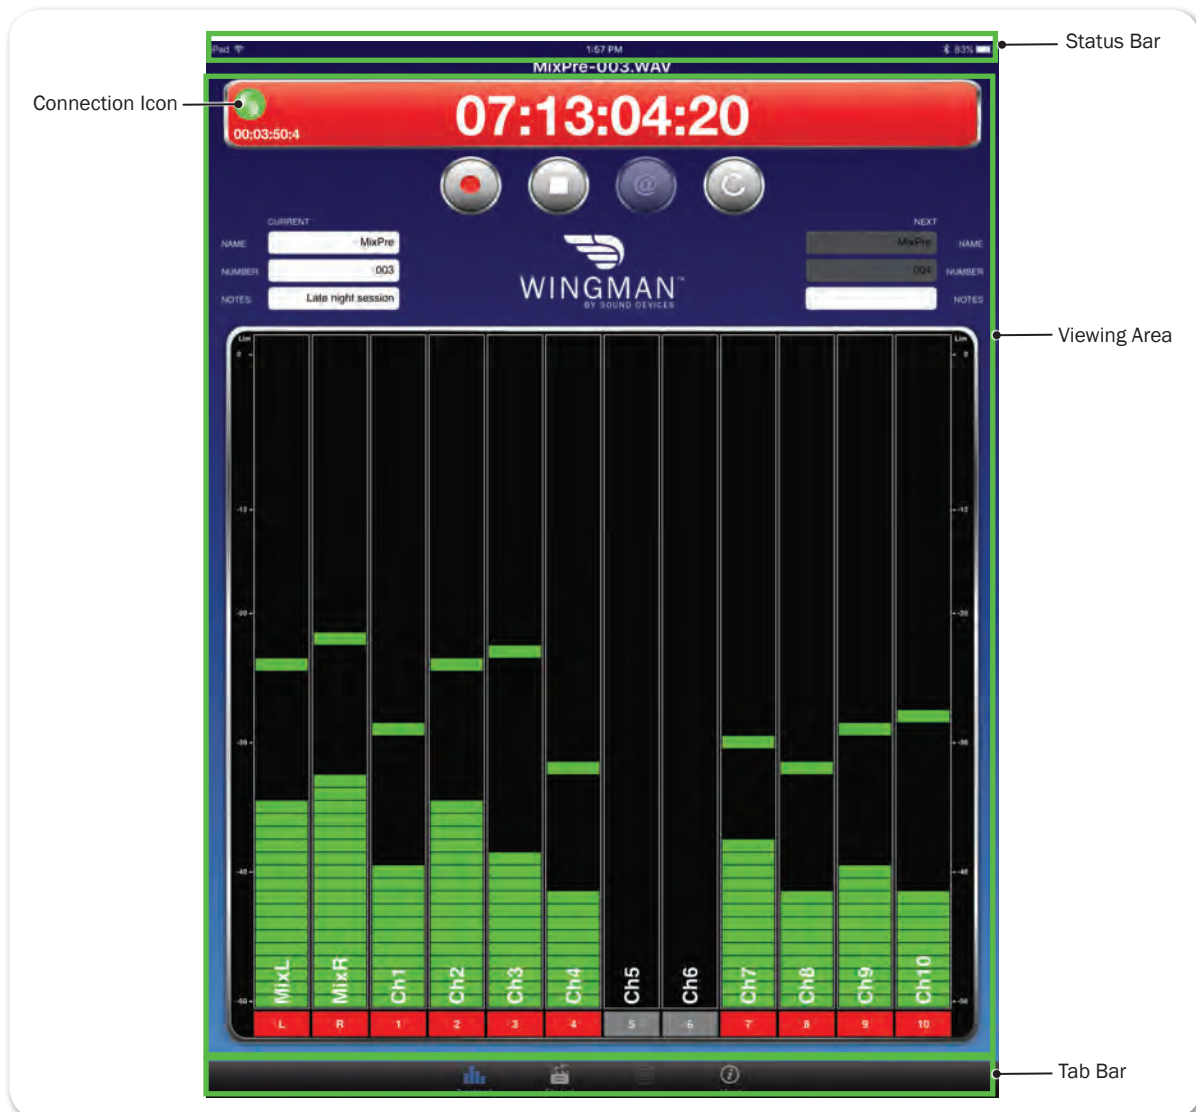 iPad 1:57 PM 83%
Status Bar
MixPre-003.WAV
Connection Icon
07:13:04:20
00:03:50:4
@
CURRENT NEXT
NAME MixPre MixPre NAME
NUMBER 003 004 NUMBER
NOTES Late night session NOTES
WINGMAN™
BY SOUND DEVICES
Viewing Area
Lim Lim
0 0
-12 -12
-20 -20
-30 -30
-40 -40
-50 -50
MixL MixR Ch1 Ch2 Ch3 Ch4 Ch5 Ch6 Ch7 Ch8 Ch9 Ch10
L R 1 2 3 4 5 6 7 8 9 10
Tab Bar